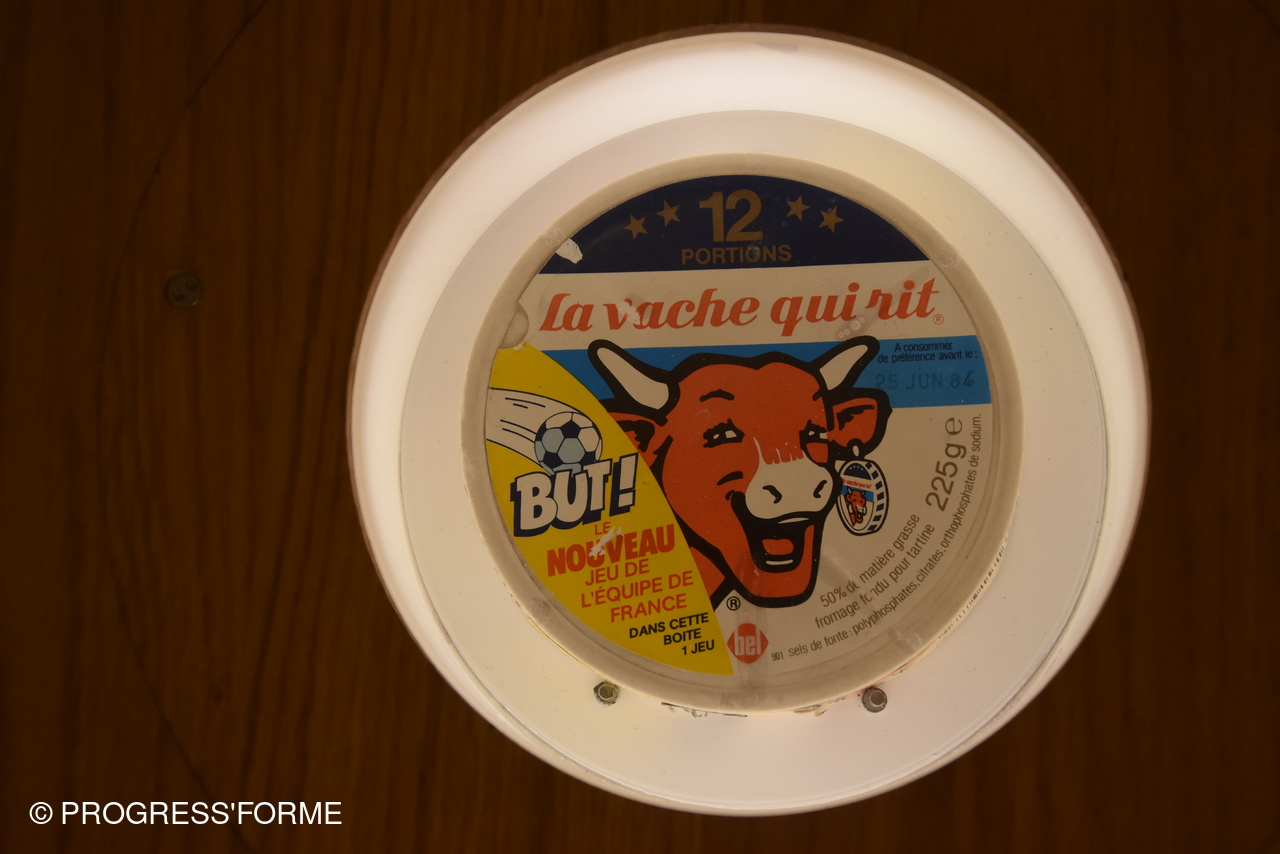 12
PORTIONS
La vache qui rit
®
A consommer
de préférence avant le :
25 JUN 84
BUT !
LE
NOUVEAU
JEU DE
L'ÉQUIPE DE
FRANCE
DANS CETTE
BOITE
1 JEU
®
bel
901
225g e
50% de matière grasse
fromage fondu pour tartine
sels de fonte : polyphosphates, citrates, orthophosphates de sodium.
© PROGRESS'FORME